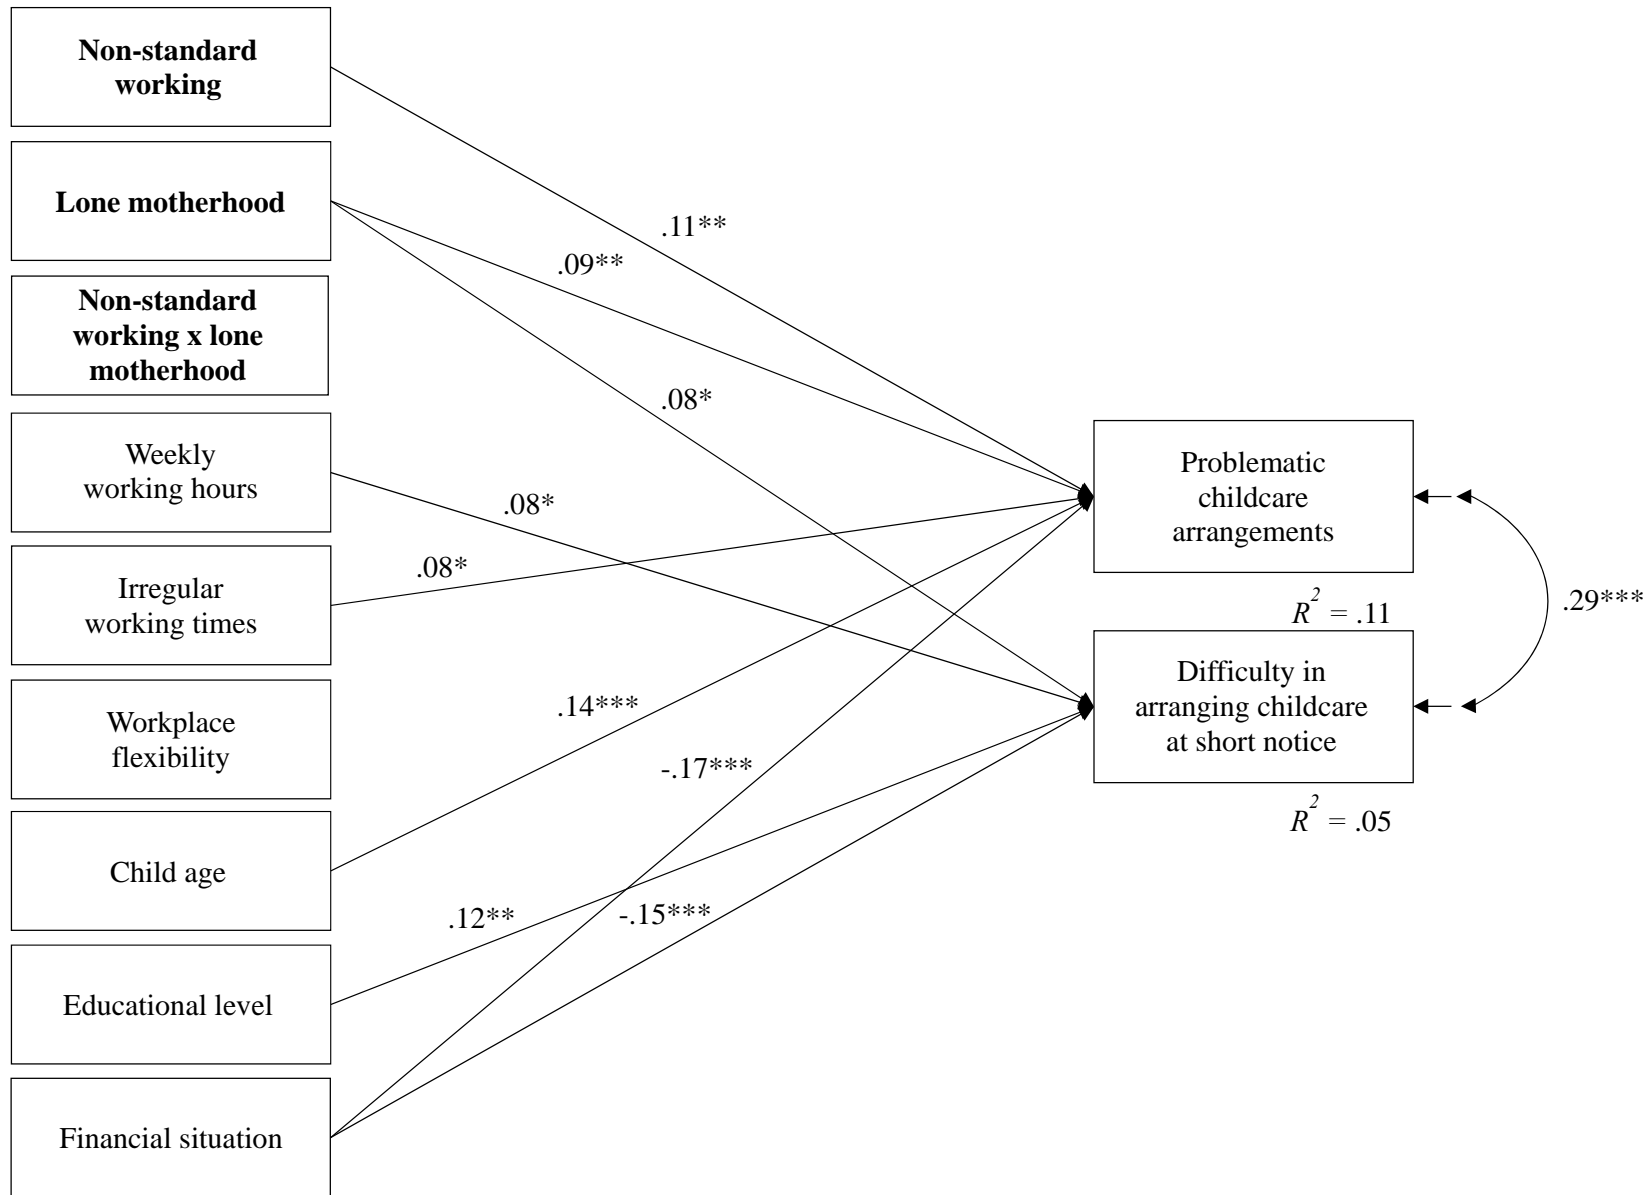 Non-standard
working
Lone motherhood
Non-standard
working x lone
motherhood
Weekly
working hours
Irregular
working times
Workplace
flexibility
Child age
Educational level
Financial situation
.11**
.09**
.08*
.08*
.08*
.14***
-.17***
.12**
-.15***
Problematic
childcare
arrangements
R² = .11
Difficulty in
arranging childcare
at short notice
R² = .05
.29***